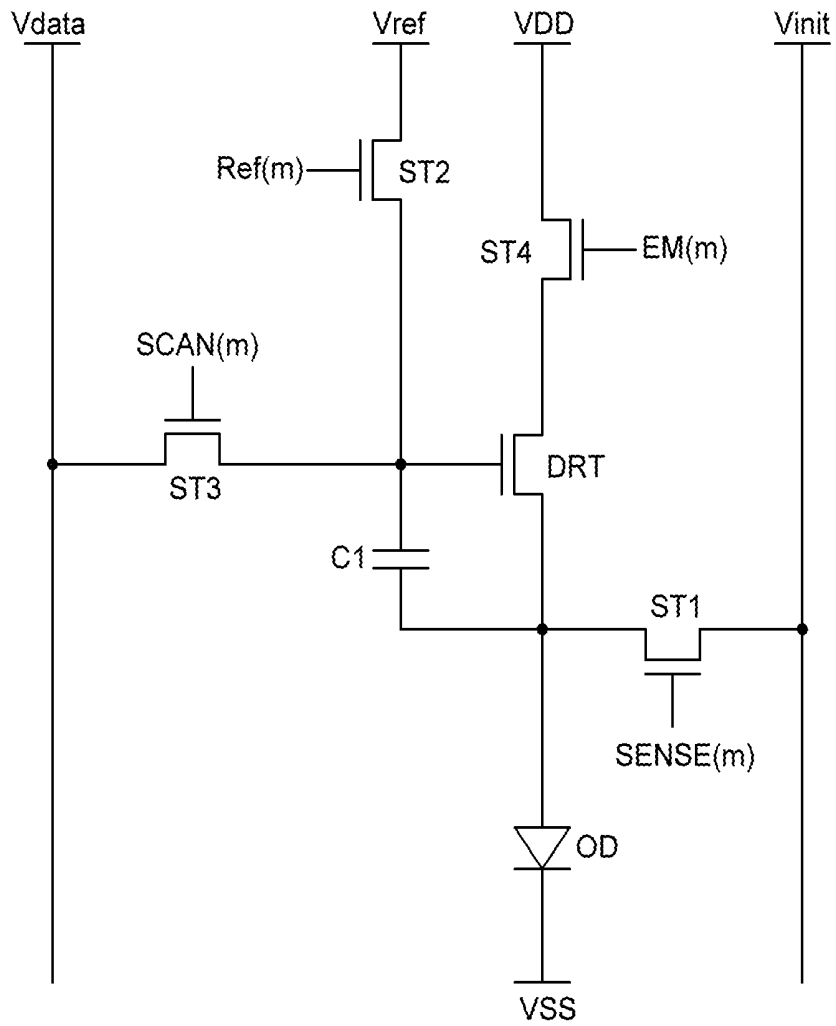 Vdata
Vref
VDD
Vinit
Ref(m)
ST2
ST4
EM(m)
SCAN(m)
ST3
DRT
C1
ST1
SENSE(m)
OD
VSS